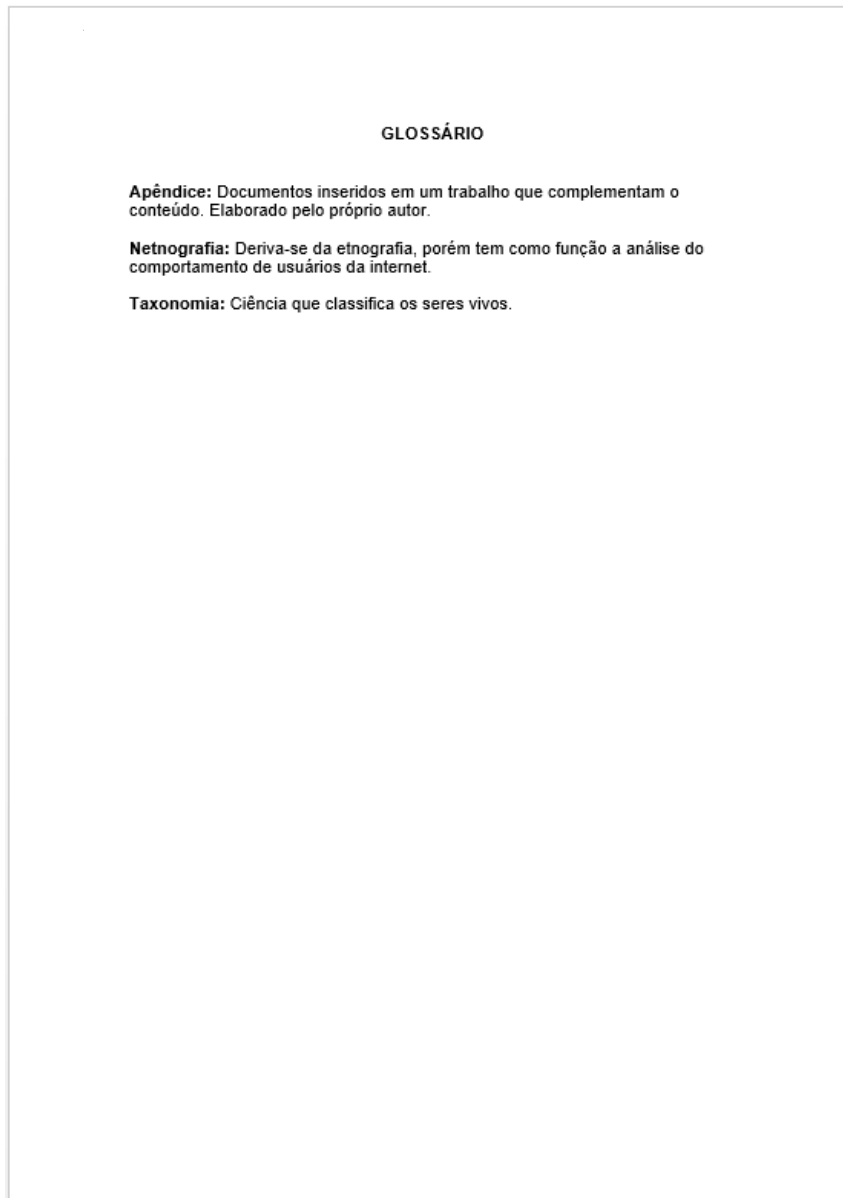 GLOSSÁRIO
Apêndice: Documentos inseridos em um trabalho que complementam o
conteúdo. Elaborado pelo próprio autor.
Netnografia: Deriva-se da etnografia, porém tem como função a análise do
comportamento de usuários da internet.
Taxonomia: Ciência que classifica os seres vivos.